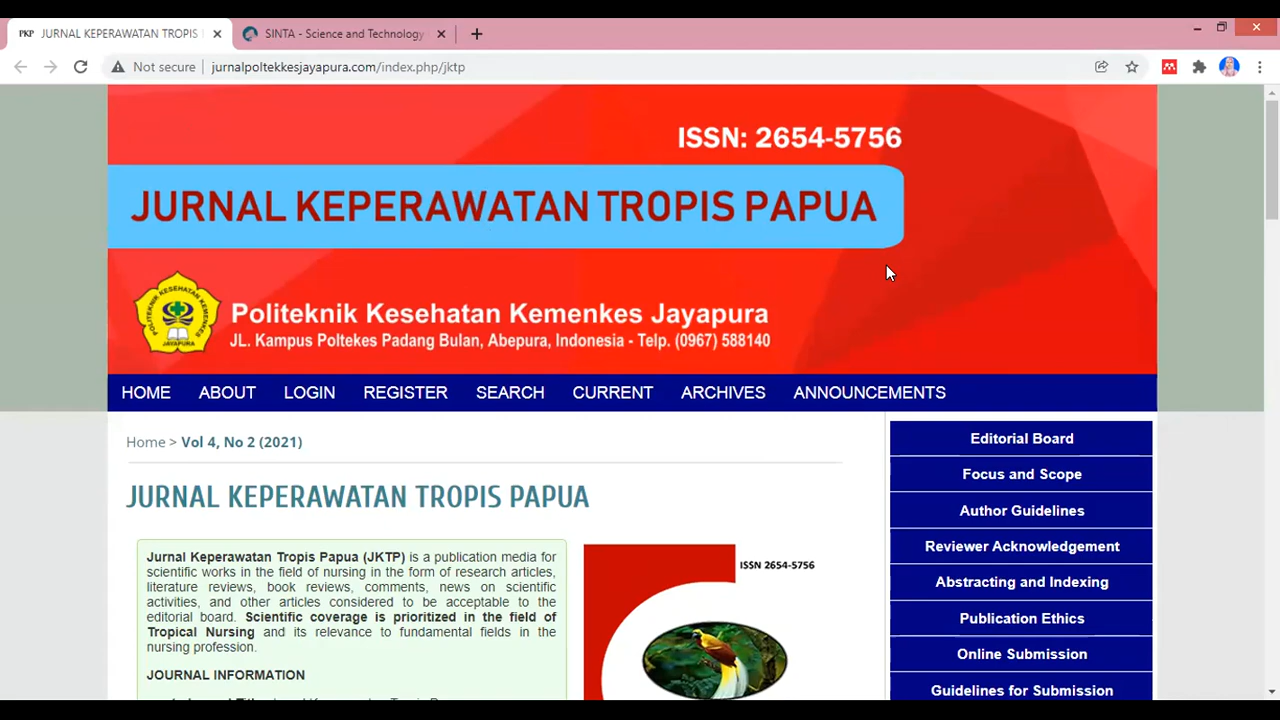 PKP JURNAL KEPERAWATAN TROPIS
SINTA - Science and Technology
Not secure
jurnalpoltekkesjayapura.com/index.php/jktp
ISSN: 2654-5756
JURNAL KEPERAWATAN TROPIS PAPUA
POLITEKNIK KESEHATAN KEMENKES
JAYAPURA
Politeknik Kesehatan Kemenkes Jayapura
JL. Kampus Poltekes Padang Bulan, Abepura, Indonesia - Telp. (0967) 588140
HOME ABOUT LOGIN REGISTER SEARCH CURRENT ARCHIVES ANNOUNCEMENTS
Home > Vol 4, No 2 (2021)
JURNAL KEPERAWATAN TROPIS PAPUA
Jurnal Keperawatan Tropis Papua (JKTP) is a publication media for
scientific works in the field of nursing in the form of research articles,
literature reviews, book reviews, comments, news on scientific
activities, and other articles considered to be acceptable to the
editorial board. Scientific coverage is prioritized in the field of
Tropical Nursing and its relevance to fundamental fields in the
nursing profession.
JOURNAL INFORMATION
ISSN 2654-5756
Editorial Board
Focus and Scope
Author Guidelines
Reviewer Acknowledgement
Abstracting and Indexing
Publication Ethics
Online Submission
Guidelines for Submission